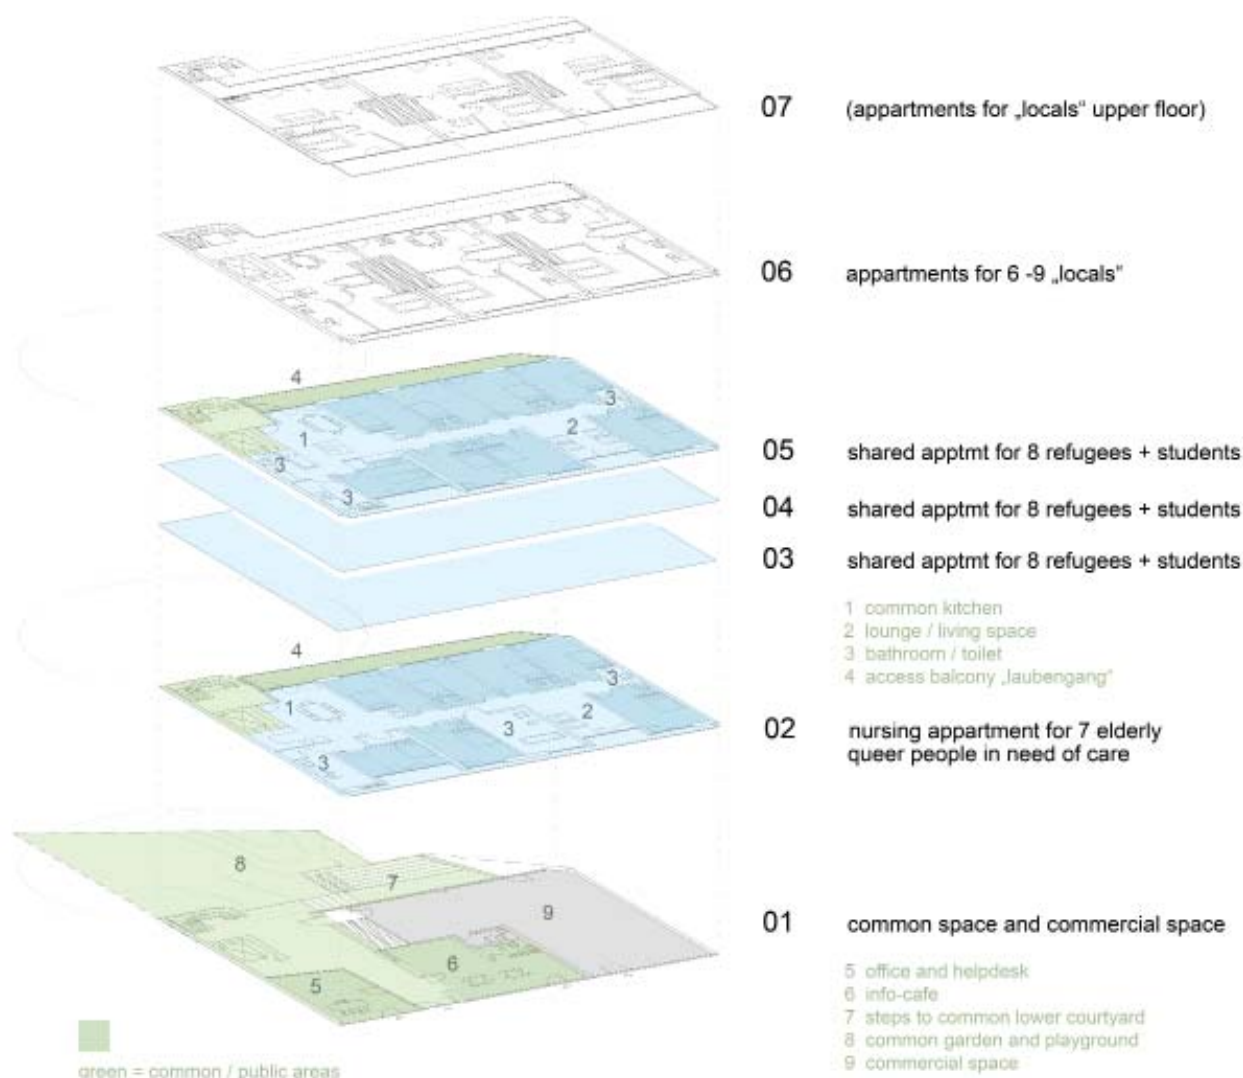 07 (appartments for „locals“ upper floor)
06 appartments for 6 -9 „locals“
4
3
1
2
3
3
05 shared apptmt for 8 refugees + students
04 shared apptmt for 8 refugees + students
03 shared apptmt for 8 refugees + students
1 common kitchen
2 lounge / living space
3 bathroom / toilet
4 access balcony „laubengang“
4
3
1
2
3
3
02 nursing appartment for 7 elderly
queer people in need of care
8
7
9
6
5
01 common space and commercial space
5 office and helpdesk
6 info-cafe
7 steps to common lower courtyard
8 common garden and playground
9 commercial space
green = common / public areas